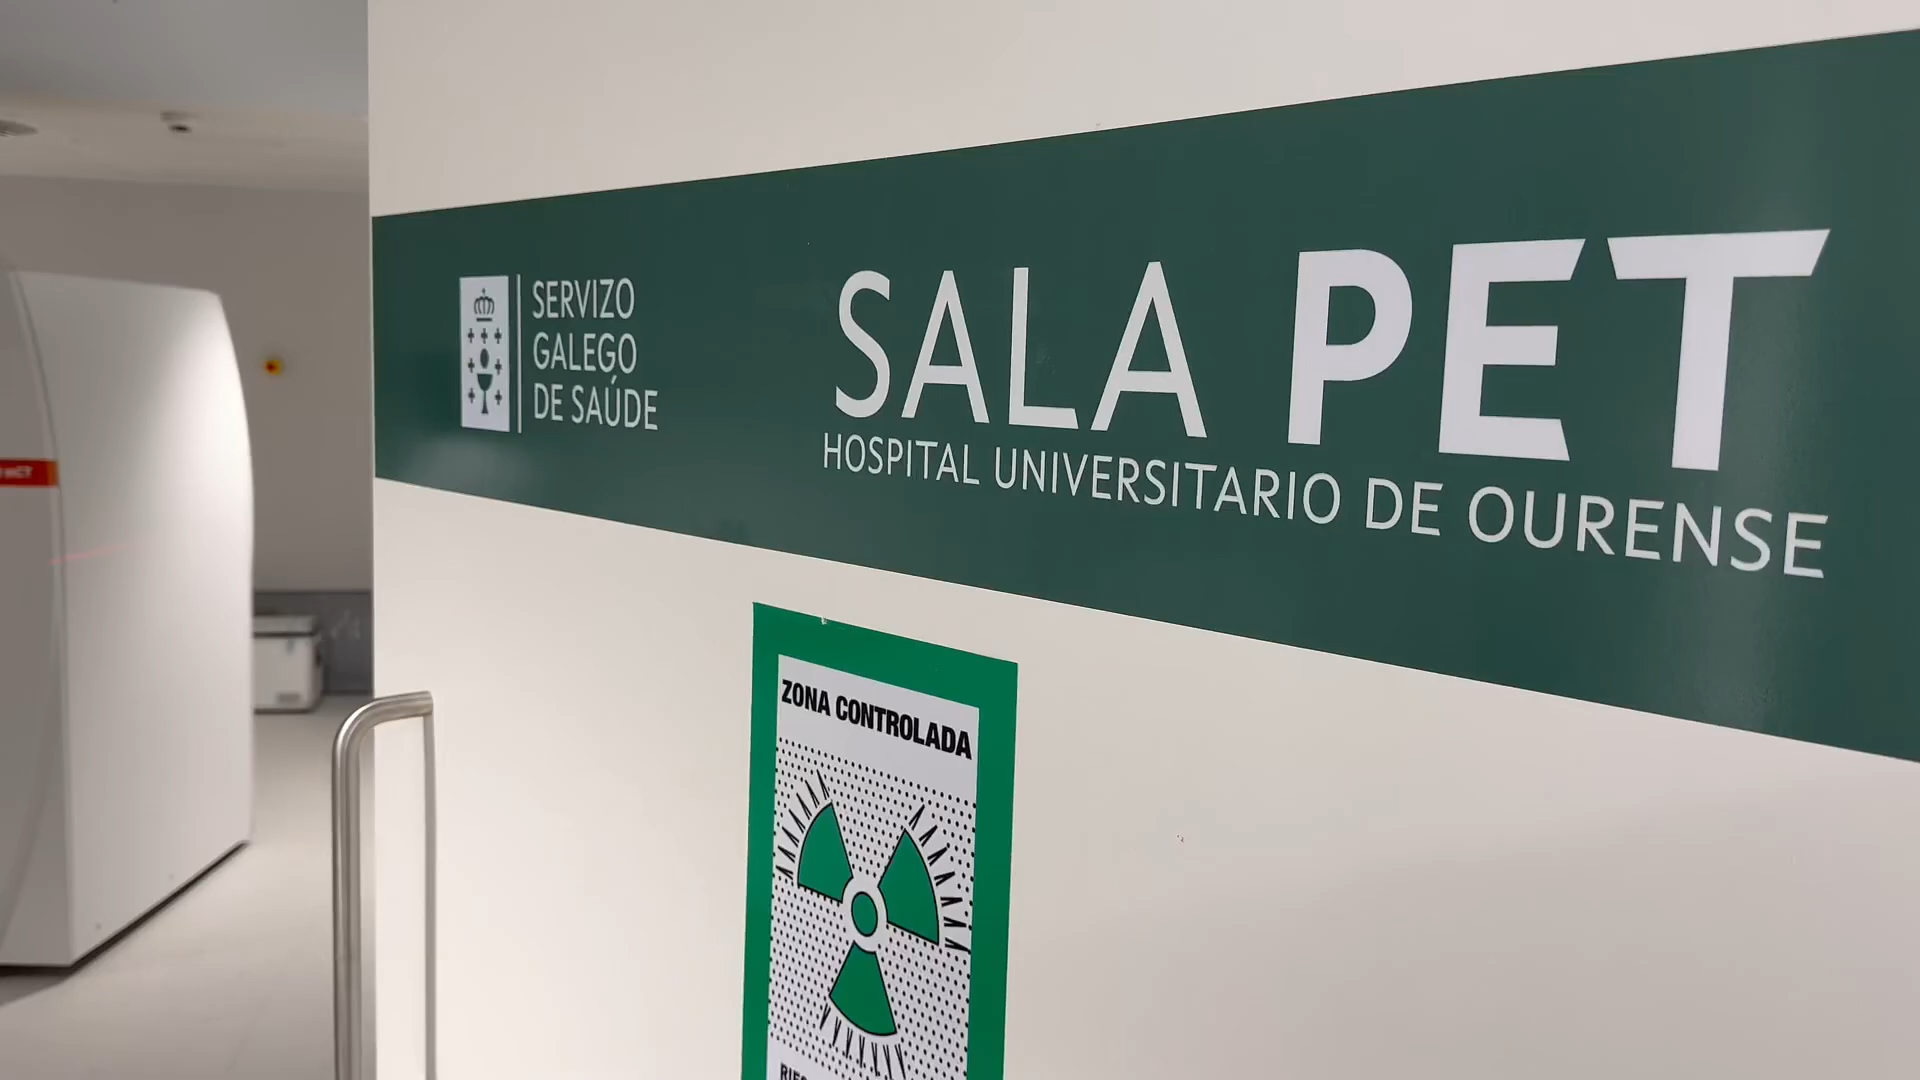 SERVIZO
GALEGO
DE SAÚDE
SALA PET
HOSPITAL UNIVERSITARIO DE OURENSE
ZONA CONTROLADA